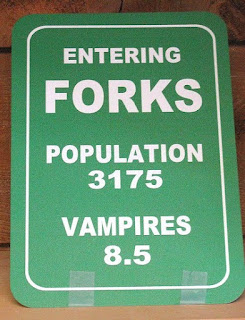 ENTERING
FORKS
POPULATION
3175
VAMPIRES
8.5